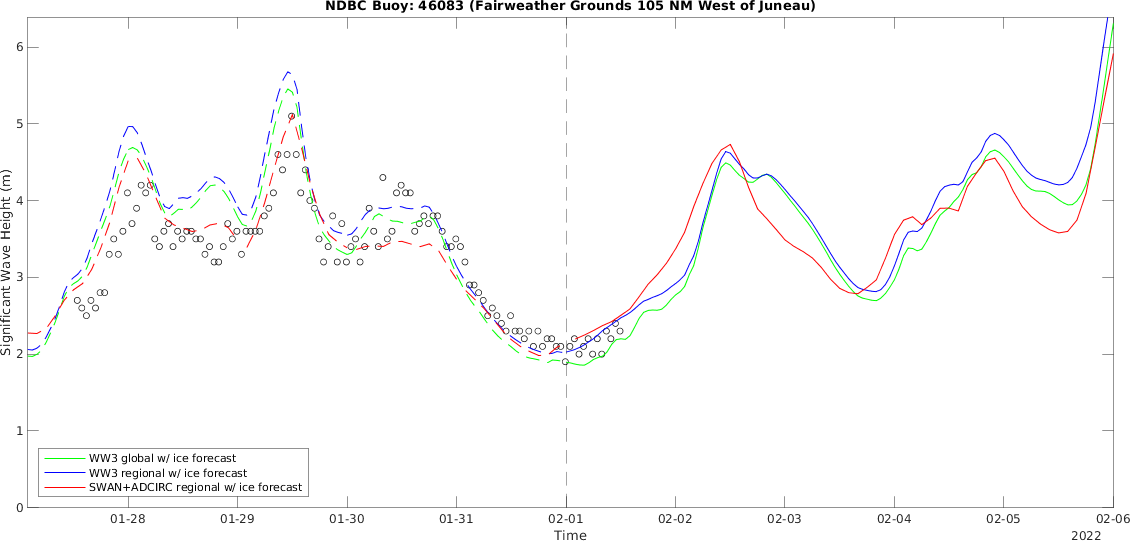 NDBC Buoy: 46083 (Fairweather Grounds 105 NM West of Juneau)
Significant Wave Height (m)
6
5
4
3
2
1
0
WW3 global w/ ice forecast
WW3 regional w/ ice forecast
SWAN+ADCIRC regional w/ ice forecast
01-28 01-29 01-30 01-31 02-01 02-02 02-03 02-04 02-05 02-06
Time
2022